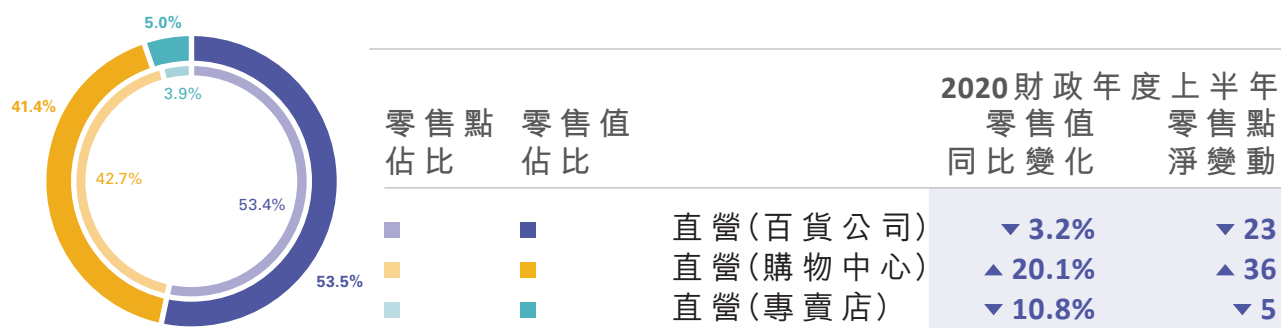 5.0%
41.4%
3.9%
42.7%
53.4%
53.5%
2020財政年度上半年
零售點 零售值 零售值 零售點
佔比 佔比 同比變化 淨變動
直營(百貨公司) ▼ 3.2% ▼ 23
直營(購物中心) ▲ 20.1% ▲ 36
直營(專賣店) ▼ 10.8% ▼ 5